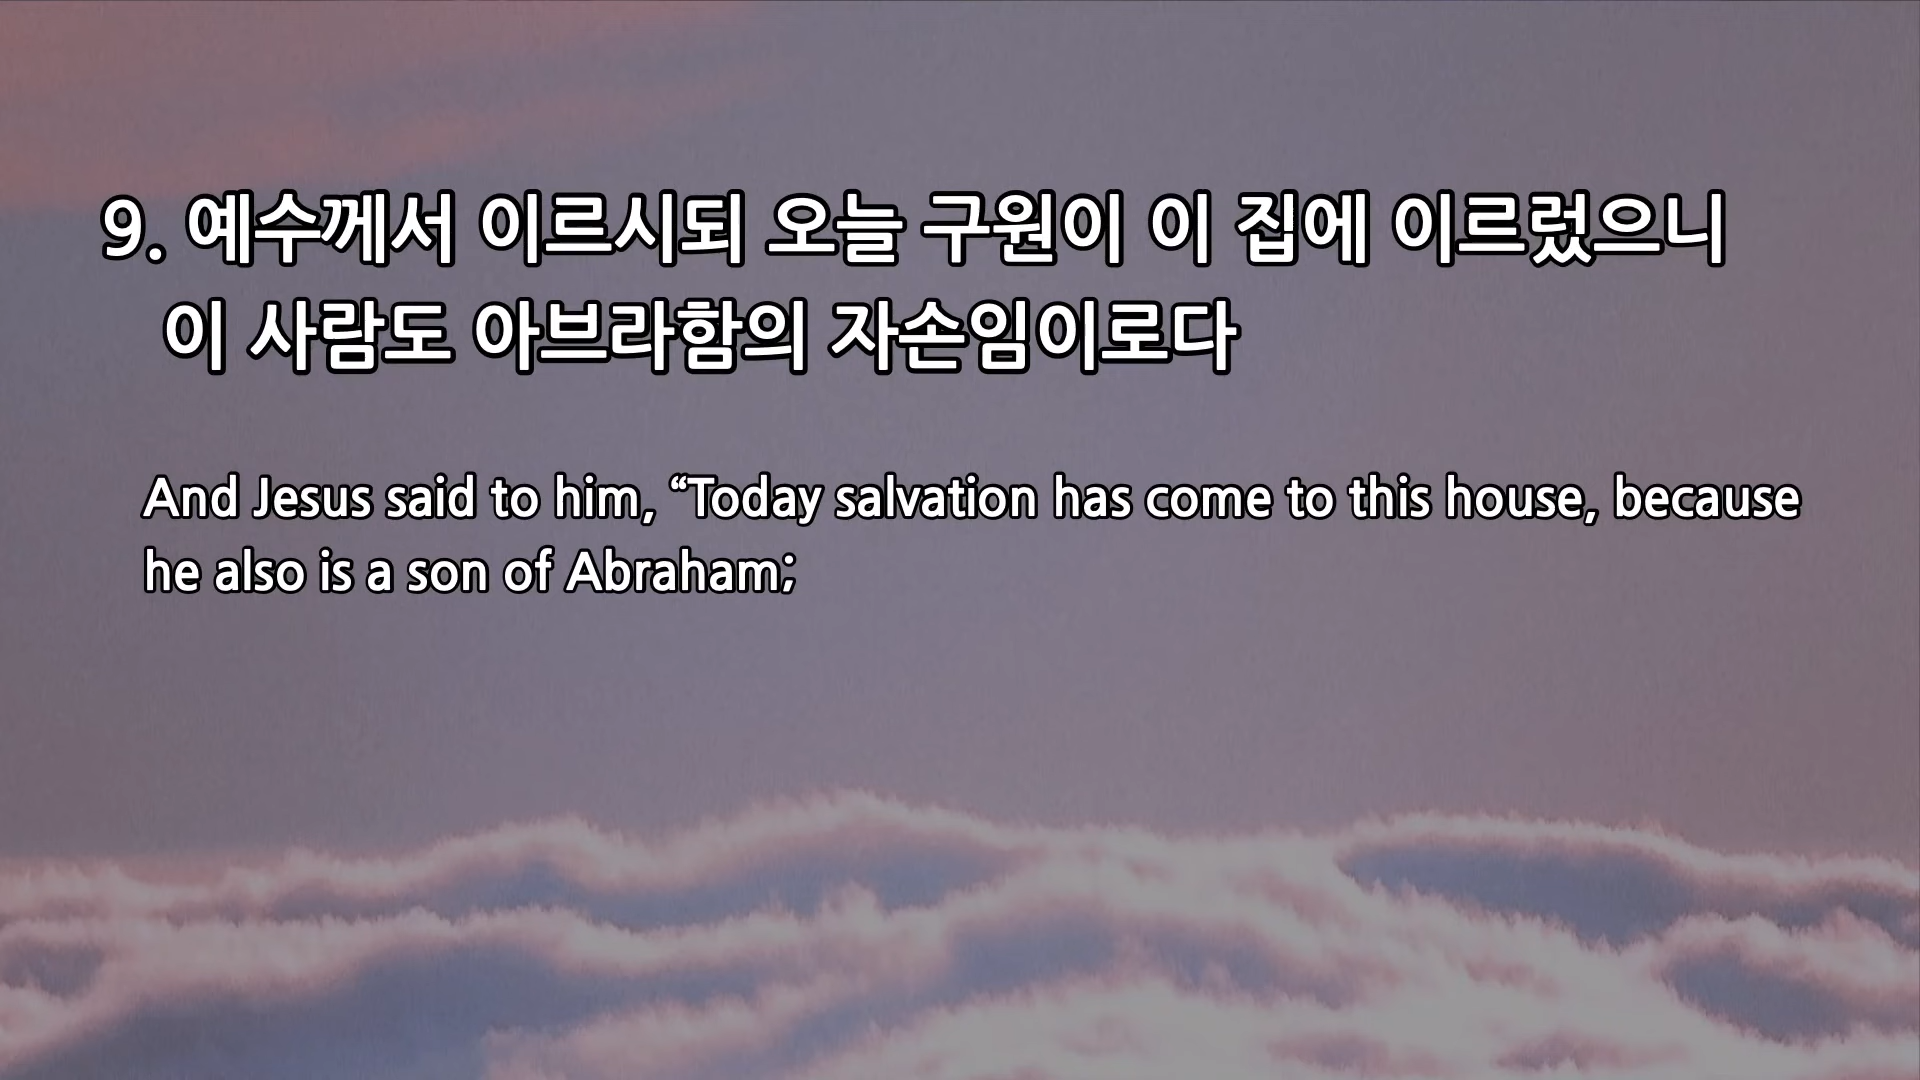 9. 예수께서 이르시되 오늘 구원이 이 집에 이르렀으니
이 사람도 아브라함의 자손임이로다
And Jesus said to him, “Today salvation has come to this house, because
he also is a son of Abraham;